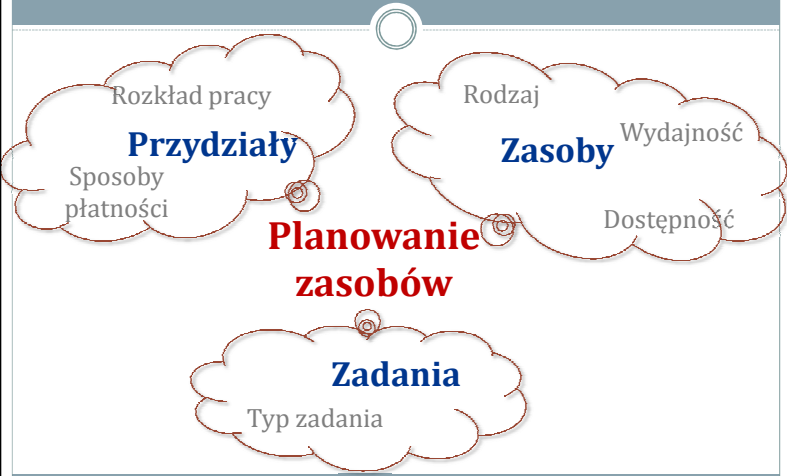 Rozkład pracy
Przydziały
Sposoby
płatności
Rodzaj
Wydajność
Zasoby
Dostępność
Planowanie
zasobów
Zadania
Typ zadania